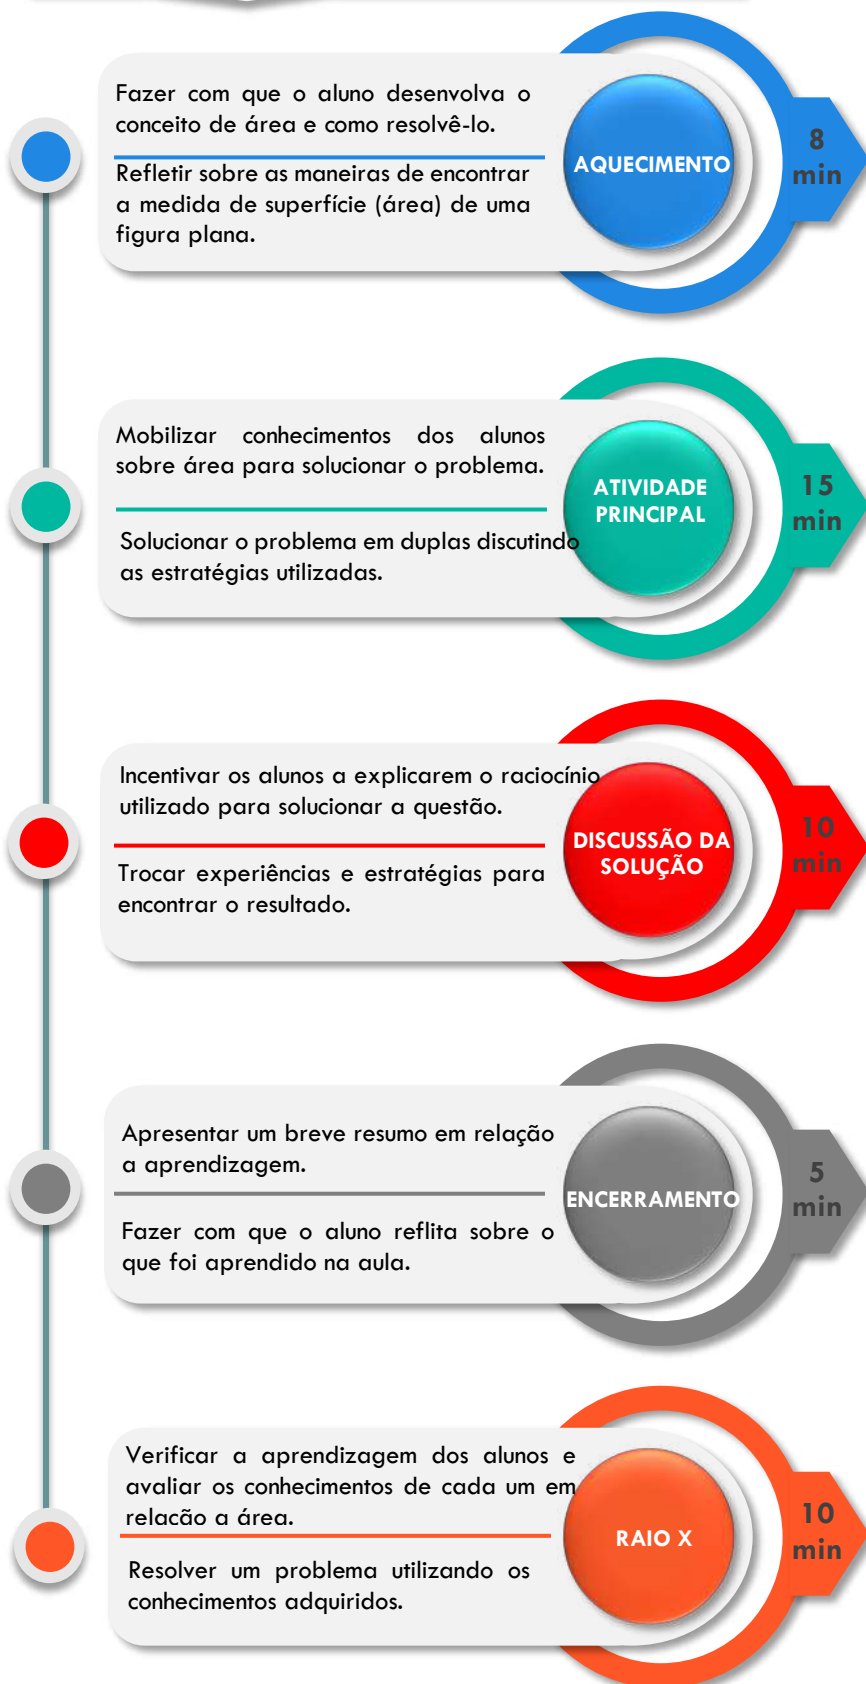 Fazer com que o aluno desenvolva o
conceito de área e como resolvê-lo.
Refletir sobre as maneiras de encontrar
a medida de superfície (área) de uma
figura plana.
AQUECIMENTO
8
min
Mobilizar conhecimentos dos alunos
sobre área para solucionar o problema.
Solucionar o problema em duplas discutindo
as estratégias utilizadas.
ATIVIDADE
PRINCIPAL
15
min
Incentivar os alunos a explicarem o raciocínio
utilizado para solucionar a questão.
Trocar experiências e estratégias para
encontrar o resultado.
DISCUSSÃO DA
SOLUÇÃO
10
min
Apresentar um breve resumo em relação
a aprendizagem.
Fazer com que o aluno reflita sobre o
que foi aprendido na aula.
ENCERRAMENTO
5
min
Verificar a aprendizagem dos alunos e
avaliar os conhecimentos de cada um em
relacão a área.
Resolver um problema utilizando os
conhecimentos adquiridos.
RAIO X
10
min